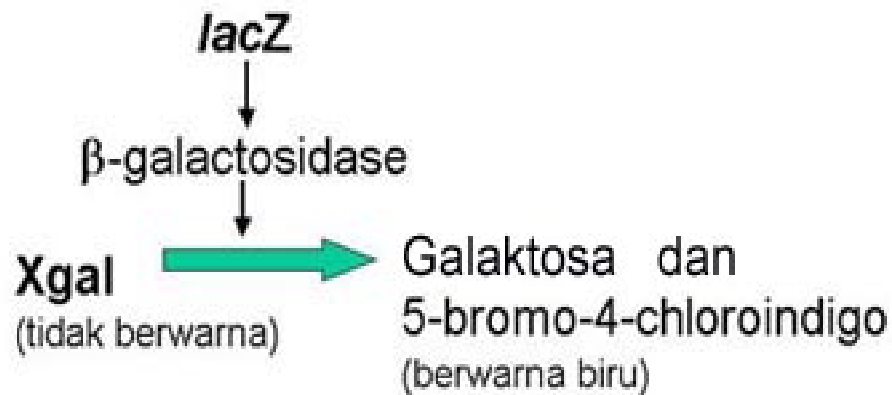 lacZ
β-galactosidase
Xgal
(tidak berwarna)
Galaktosa dan
5-bromo-4-chloroindigo
(berwarna biru)